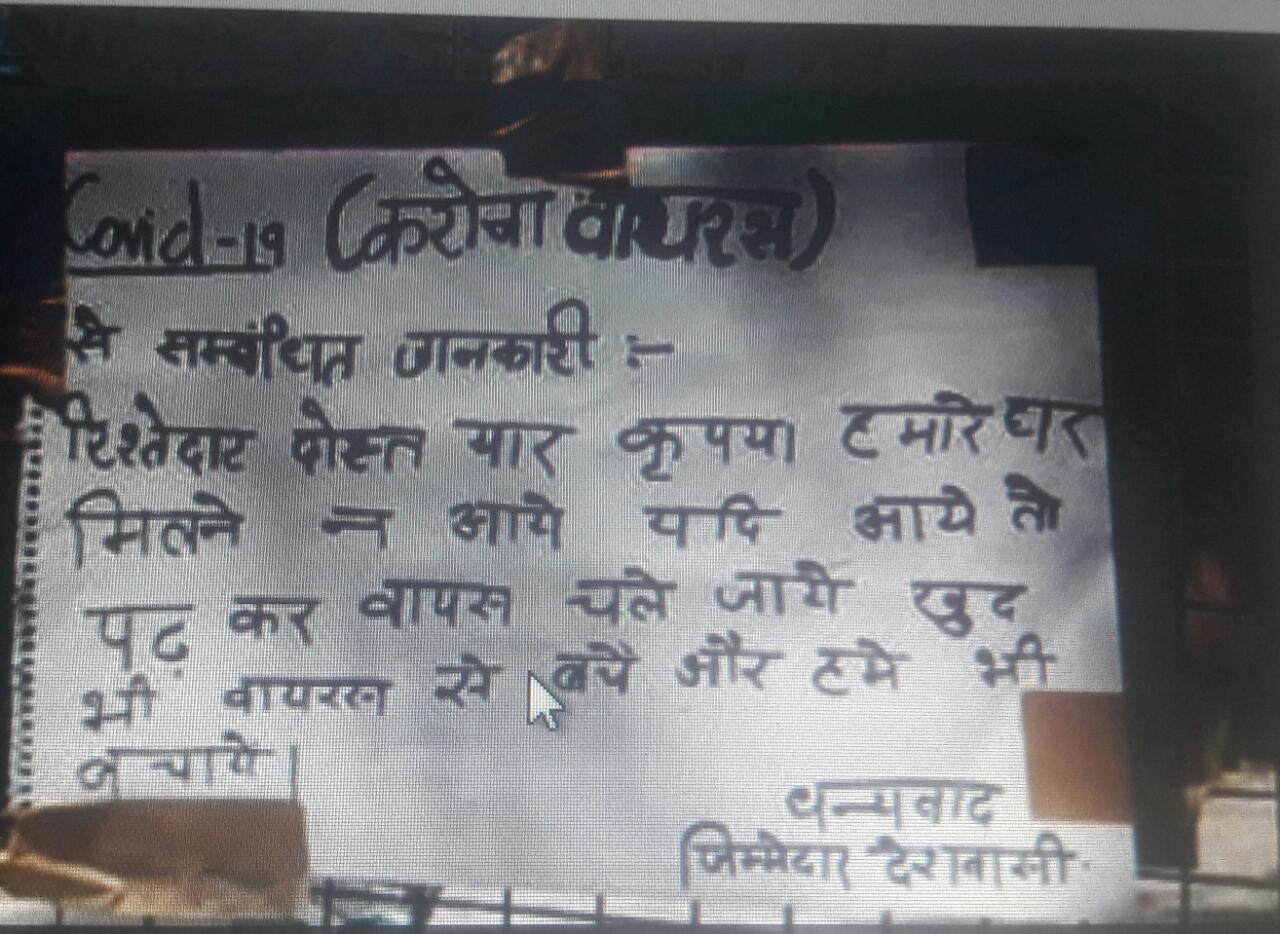 Covid-19 (करोना वायरस)
से सम्बंधित जानकारी :-
रिश्तेदार दोस्त यार कृपया हमारे घर
मिलने न आये यदि आये तो
पढ़ कर वापस चले जाये खुद
भी वायरस से बचें और हमे भी
बचाये।
धन्यवाद
जिम्मेदार देशवासी